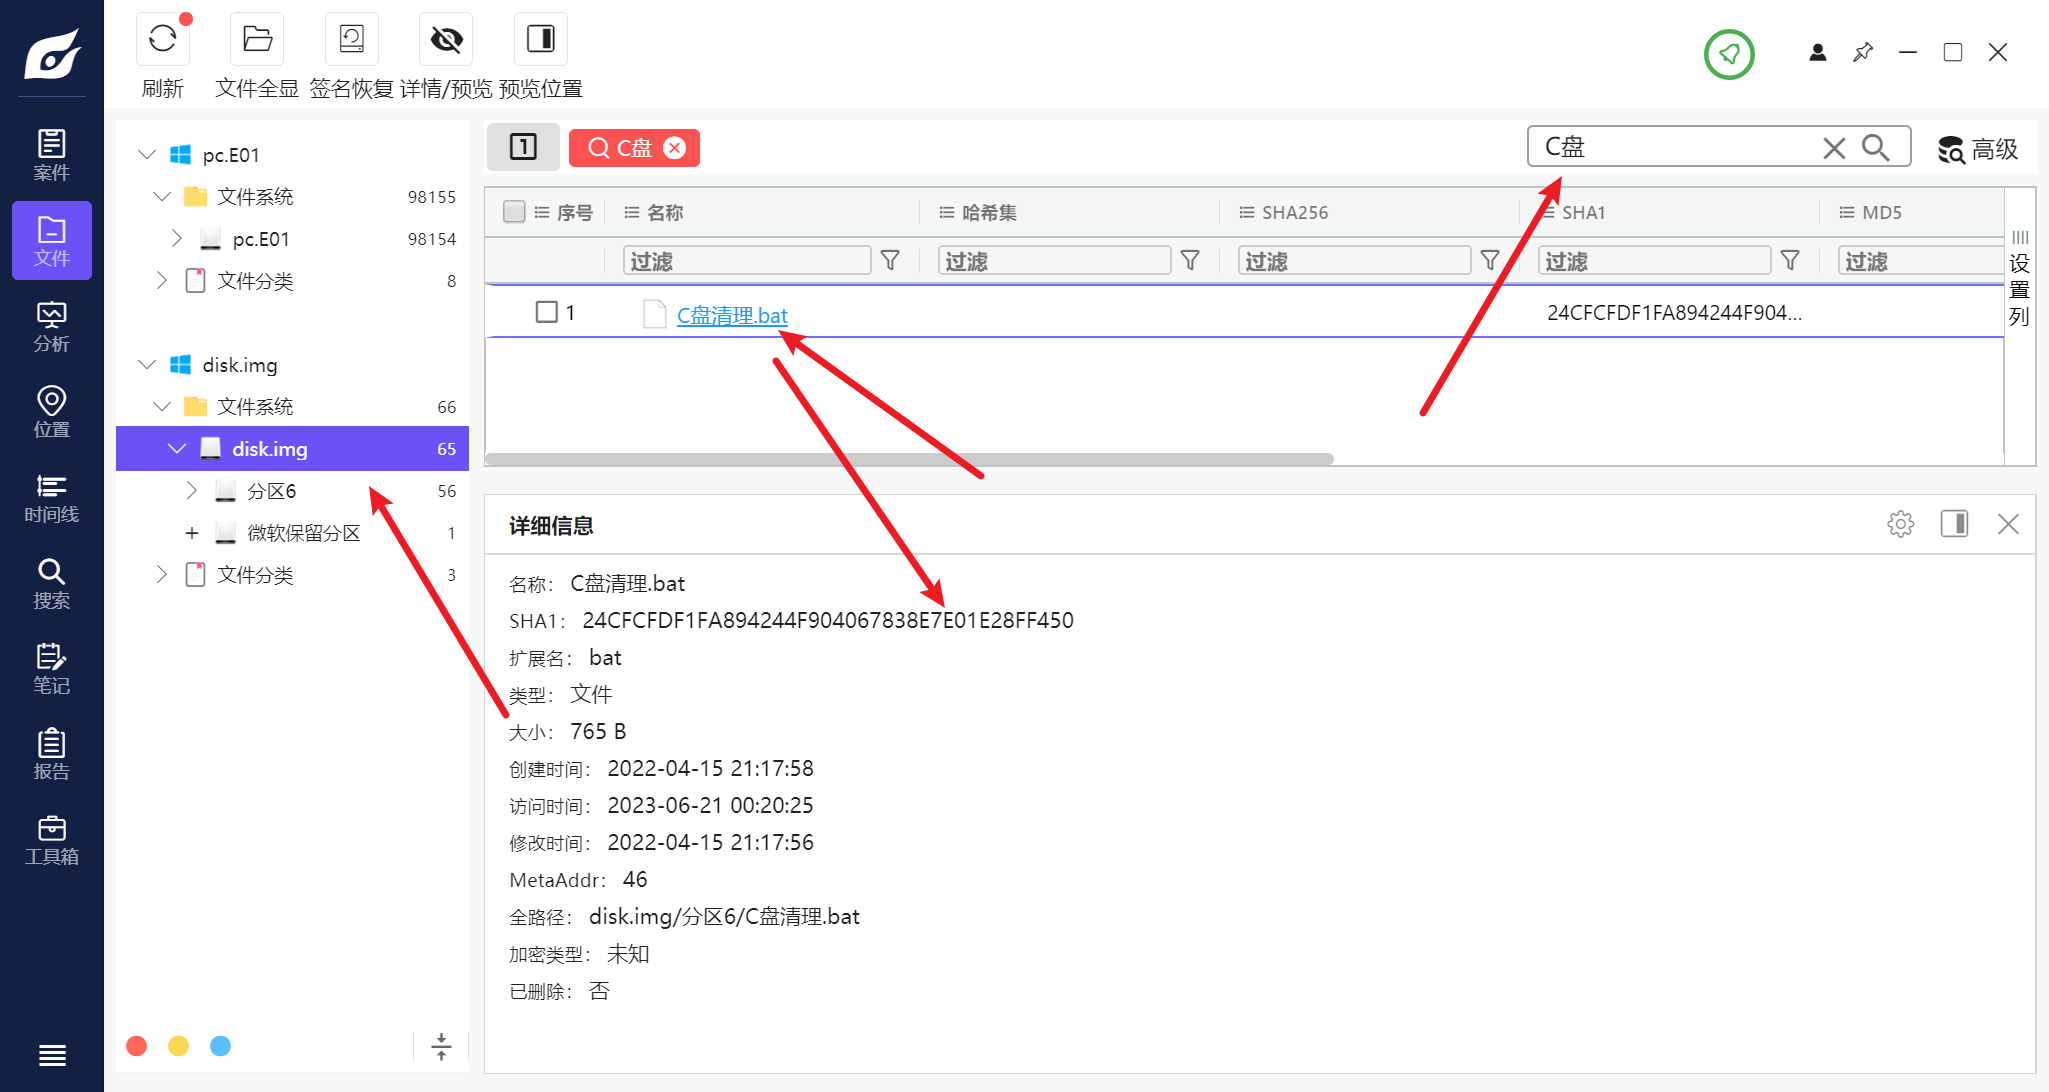 刷新
文件全显
签名恢复
详情/预览
预览位置
案件
文件
分析
位置
时间线
搜索
笔记
报告
工具箱
pc.E01
文件系统 98155
pc.E01 98154
文件分类 8
disk.img
文件系统 66
disk.img 65
分区6 56
微软保留分区 1
文件分类 3
1 C盘
C盘
高级
序号 名称 哈希集 SHA256 SHA1 MD5
过滤 过滤 过滤 过滤 过滤
1 C盘清理.bat 24CFCFDF1FA894244F904...
设置列
详细信息
名称： C盘清理.bat
SHA1： 24CFCFDF1FA894244F904067838E7E01E28FF450
扩展名： bat
类型： 文件
大小： 765 B
创建时间： 2022-04-15 21:17:58
访问时间： 2023-06-21 00:20:25
修改时间： 2022-04-15 21:17:56
MetaAddr： 46
全路径： disk.img/分区6/C盘清理.bat
加密类型： 未知
已删除： 否